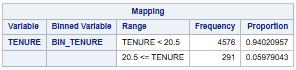 Mapping
Variable Binned Variable Range Frequency Proportion
TENURE BIN_TENURE TENURE < 20.5 4576 0.94020957
20.5 <= TENURE 291 0.05979043